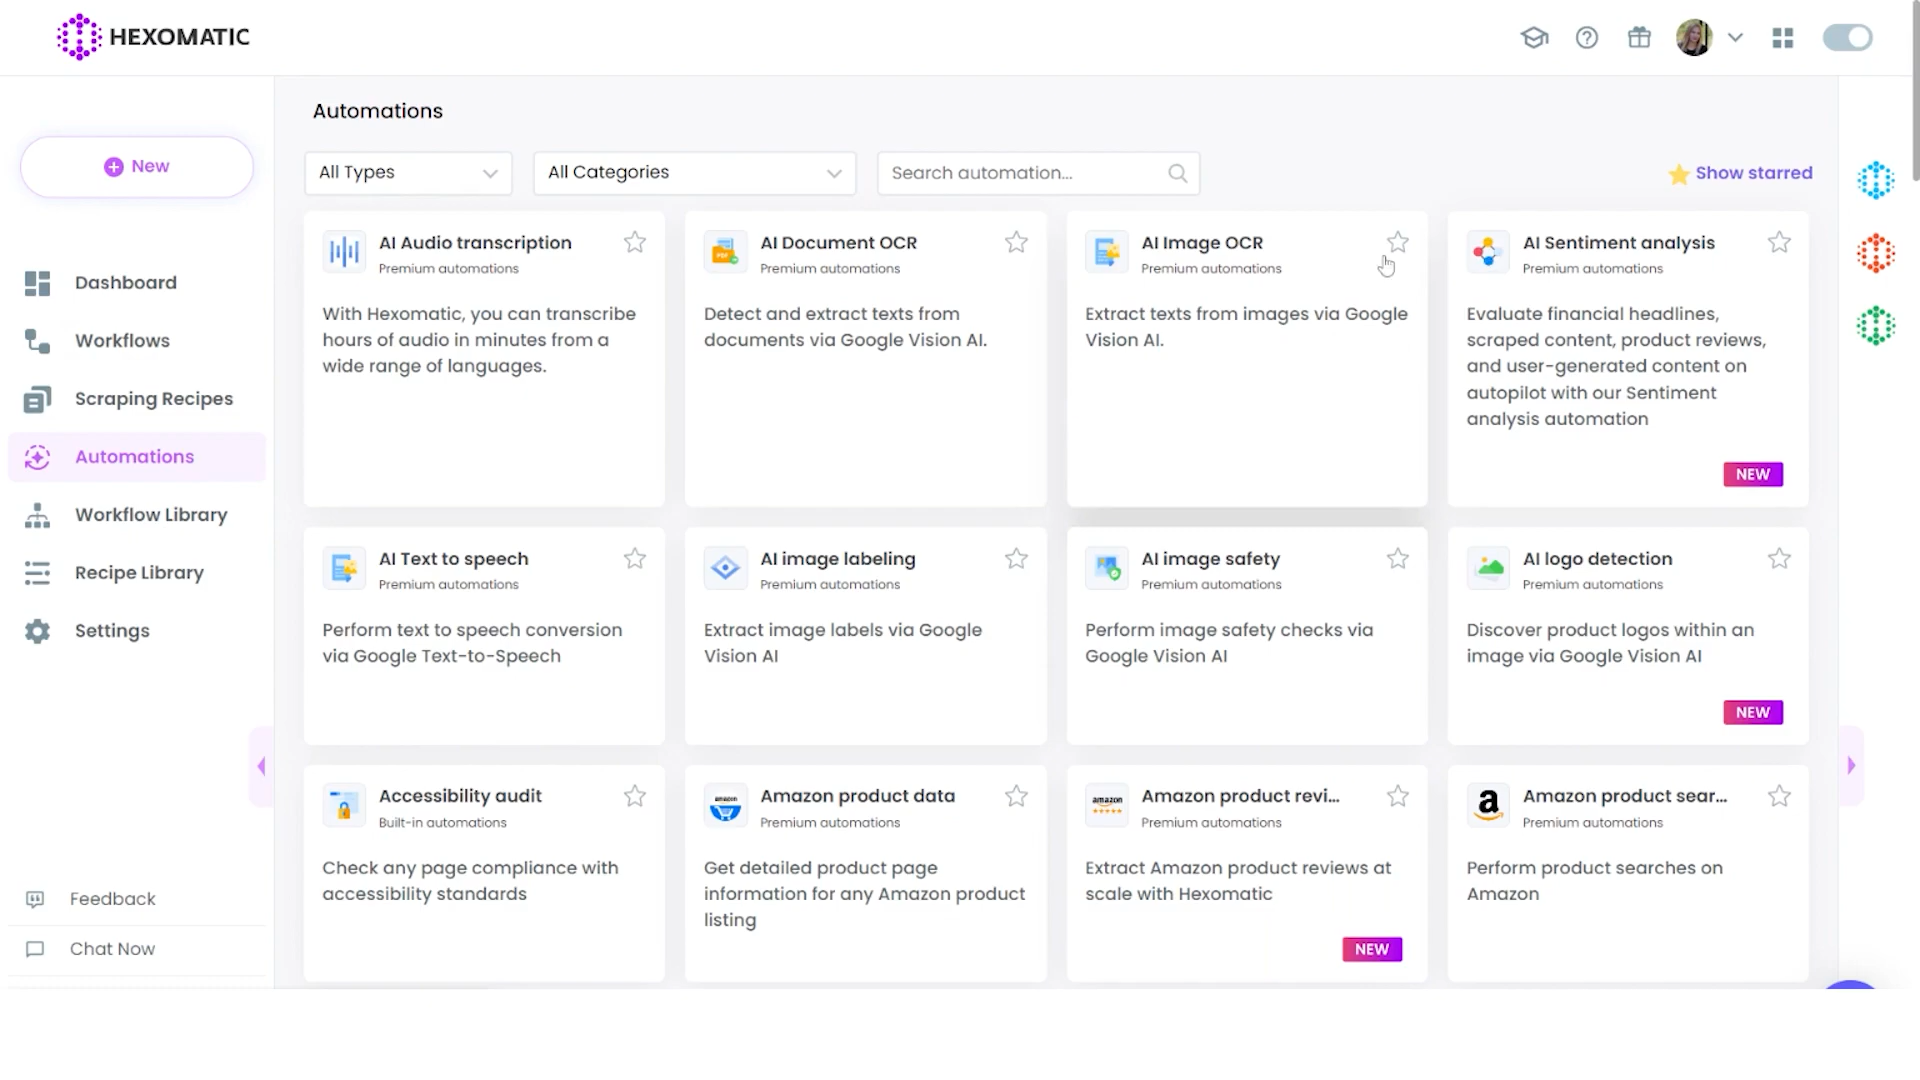 HEXOMATIC
New
Dashboard
Workflows
Scraping Recipes
Automations
Workflow Library
Recipe Library
Settings
Feedback
Chat Now
Automations
All Types
All Categories
Search automation...
Show starred
AI Audio transcription
Premium automations
With Hexomatic, you can transcribe
hours of audio in minutes from a
wide range of languages.
PDF
AI Document OCR
Premium automations
Detect and extract texts from
documents via Google Vision AI.
AI Image OCR
Premium automations
Extract texts from images via Google
Vision AI.
AI Sentiment analysis
Premium automations
Evaluate financial headlines,
scraped content, product reviews,
and user-generated content on
autopilot with our Sentiment
analysis automation
NEW
AI Text to speech
Premium automations
Perform text to speech conversion
via Google Text-to-Speech
AI image labeling
Premium automations
Extract image labels via Google
Vision AI
AI image safety
Premium automations
Perform image safety checks via
Google Vision AI
AI logo detection
Premium automations
Discover product logos within an
image via Google Vision AI
NEW
Accessibility audit
Built-in automations
Check any page compliance with
accessibility standards
amazon
Amazon product data
Premium automations
Get detailed product page
information for any Amazon product
listing
amazon
Amazon product revi...
Premium automations
Extract Amazon product reviews at
scale with Hexomatic
NEW
a
Amazon product sear...
Premium automations
Perform product searches on
Amazon